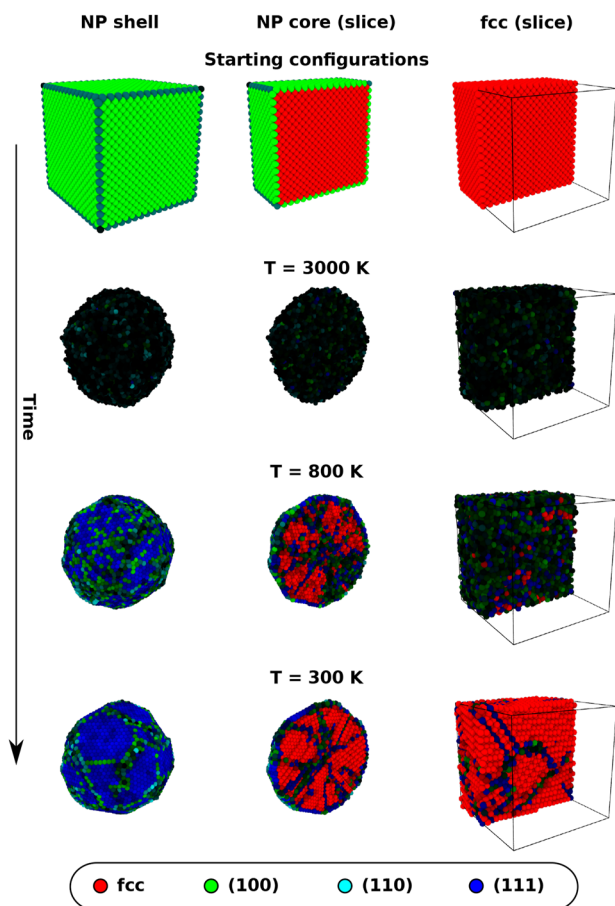 NP shell NP core (slice) fcc (slice)
Starting configurations
T = 3000 K
Time
T = 800 K
T = 300 K
fcc (100) (110) (111)